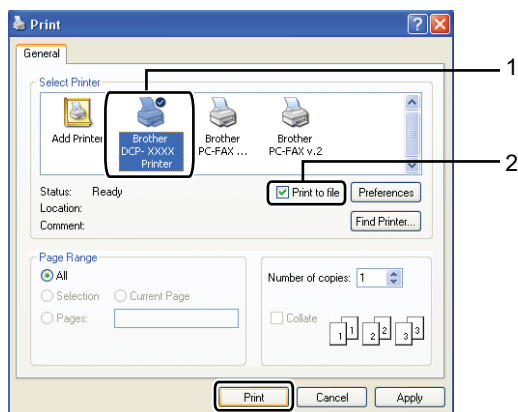 Print
General
1
Select Printer
Add Printer
Brother
DCP- XXXX
Printer
Brother
PC-FAX ...
Brother
PC-FAX v.2
2
Status: Ready
Print to file
Preferences
Location:
Comment:
Find Printer...
Page Range
All
Selection
Current Page
Pages:
Number of copies: 1
Collate
1 1 2 2 3 3
Print
Cancel
Apply